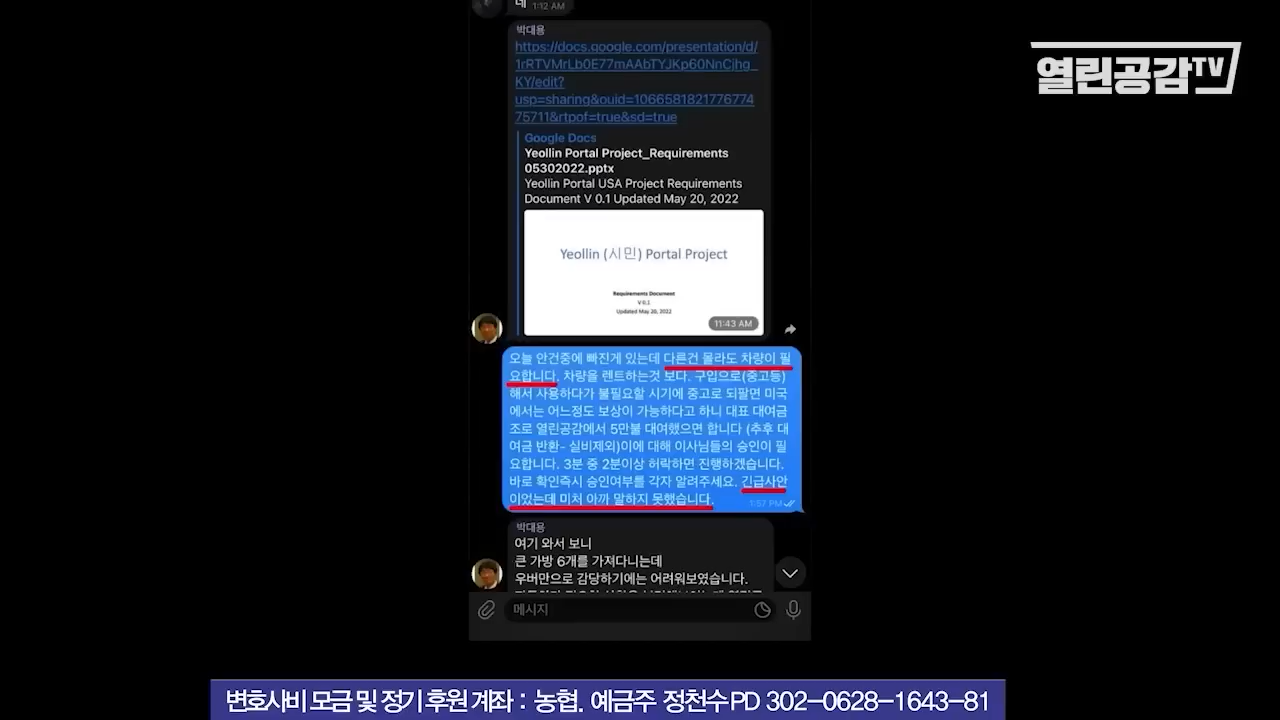 네 1:12 AM
열린공감TV
박대용
https://docs.google.com/presentation/d/
1rRTVMrLb0E77mAAbTYJKp60NnCjhq_
KY/edit?
usp=sharing&ouid=1066581821776774
75711&rtpof=true&sd=true
Google Docs
Yeollin Portal Project_Requirements
05302022.pptx
Yeollin Portal USA Project Requirements
Document V 0.1 Updated May 20, 2022
Yeollin (시민) Portal Project
Requirements Document
V 0.1
Updated May 20, 2022
11:43 AM
오늘 안건중에 빠진게 있는데 다른건 몰라도 차량이 필
요합니다. 차량을 렌트하는것 보다. 구입으로(중고등)
해서 사용하다가 불필요할 시기에 중고로 되팔면 미국
에서는 어느정도 보상이 가능하다고 하니 대표 대여금
조로 열린공감에서 5만불 대여했으면 합니다 (추후 대
여금 반환- 실비제외)이에 대해 이사님들의 승인이 필
요합니다. 3분 중 2분이상 허락하면 진행하겠습니다.
바로 확인즉시 승인여부를 각자 알려주세요. 긴급사안
이었는데 미처 아까 말하지 못했습니다.
1:57 PM
박대용
여기 와서 보니
큰 가방 6개를 가져다니는데
우버만으로 감당하기에는 어려워보였습니다.
메시지
변호사비 모금 및 정기 후원 계좌 : 농협. 예금주 정천수 PD 302-0628-1643-81